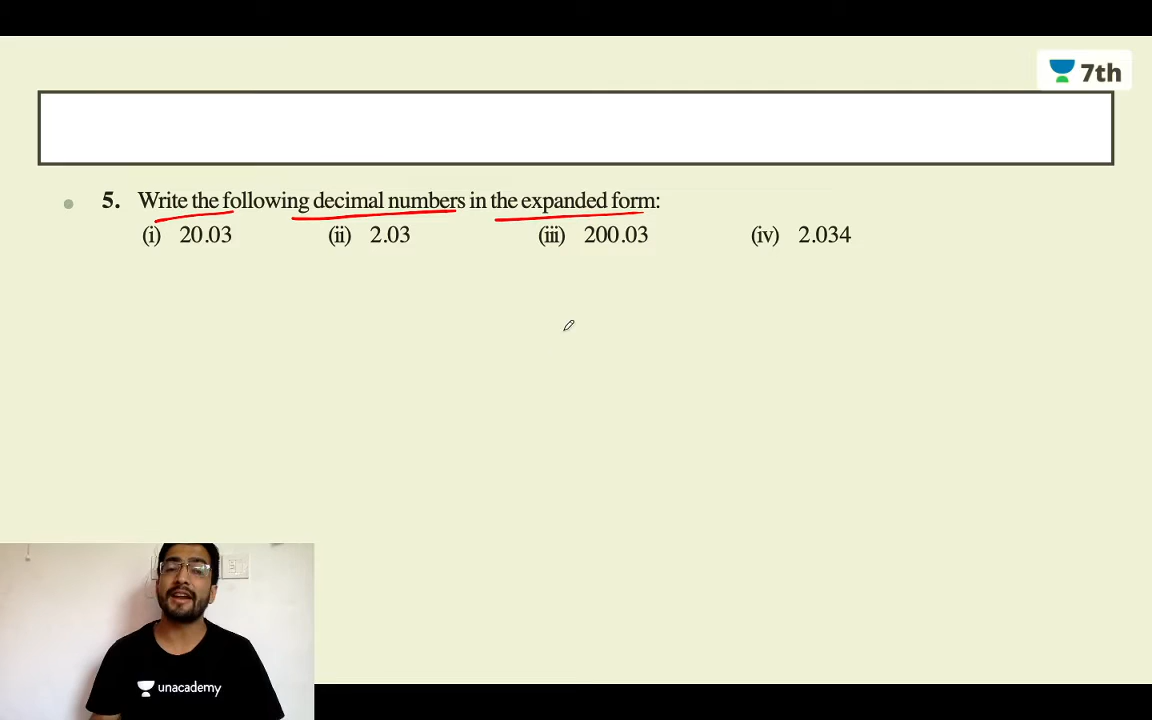 7th
5. Write the following decimal numbers in the expanded form:
(i) 20.03 (ii) 2.03 (iii) 200.03 (iv) 2.034
unacademy